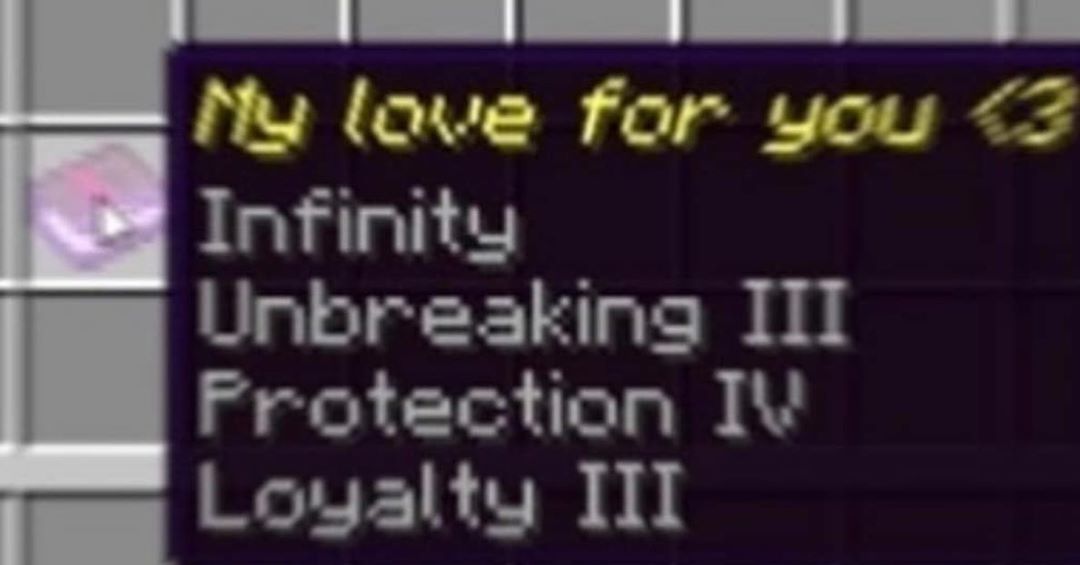 My love for you <3
Infinity
Unbreaking III
Protection IV
Loyalty III